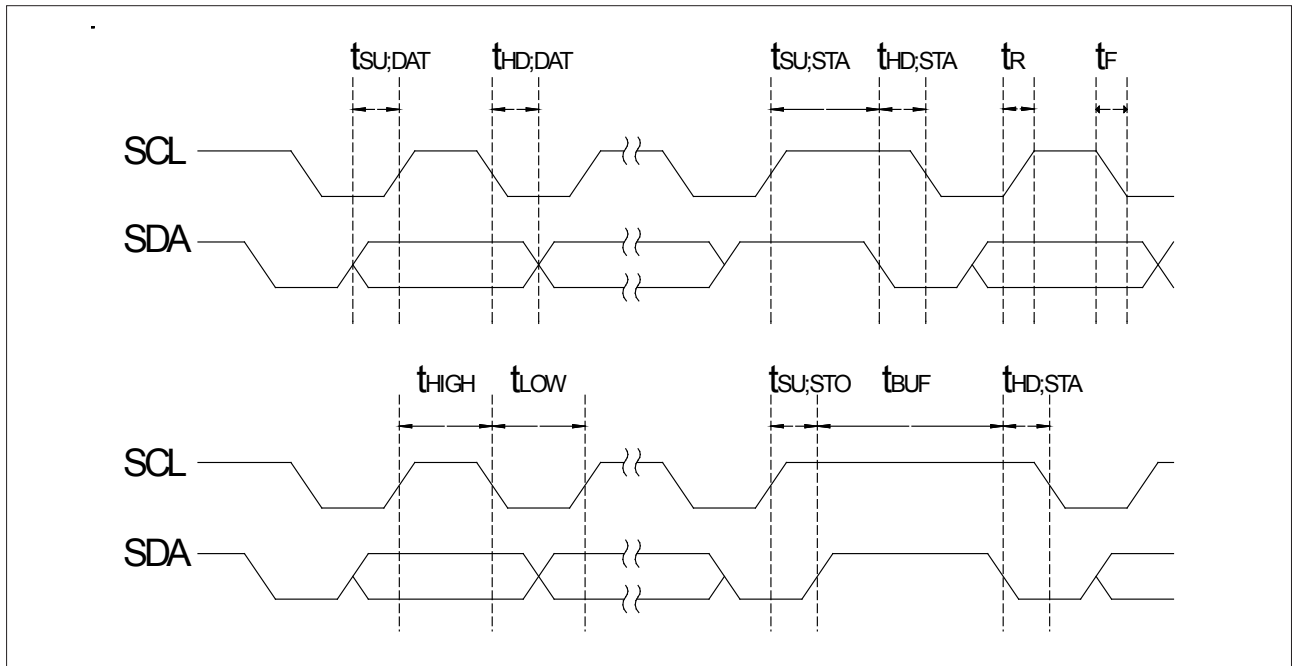 tSU;DAT tHD;DAT tSU;STA tHD;STA tR tF
SCL
SDA
tHIGH tLOW tSU;STO tBUF tHD;STA
SCL
SDA